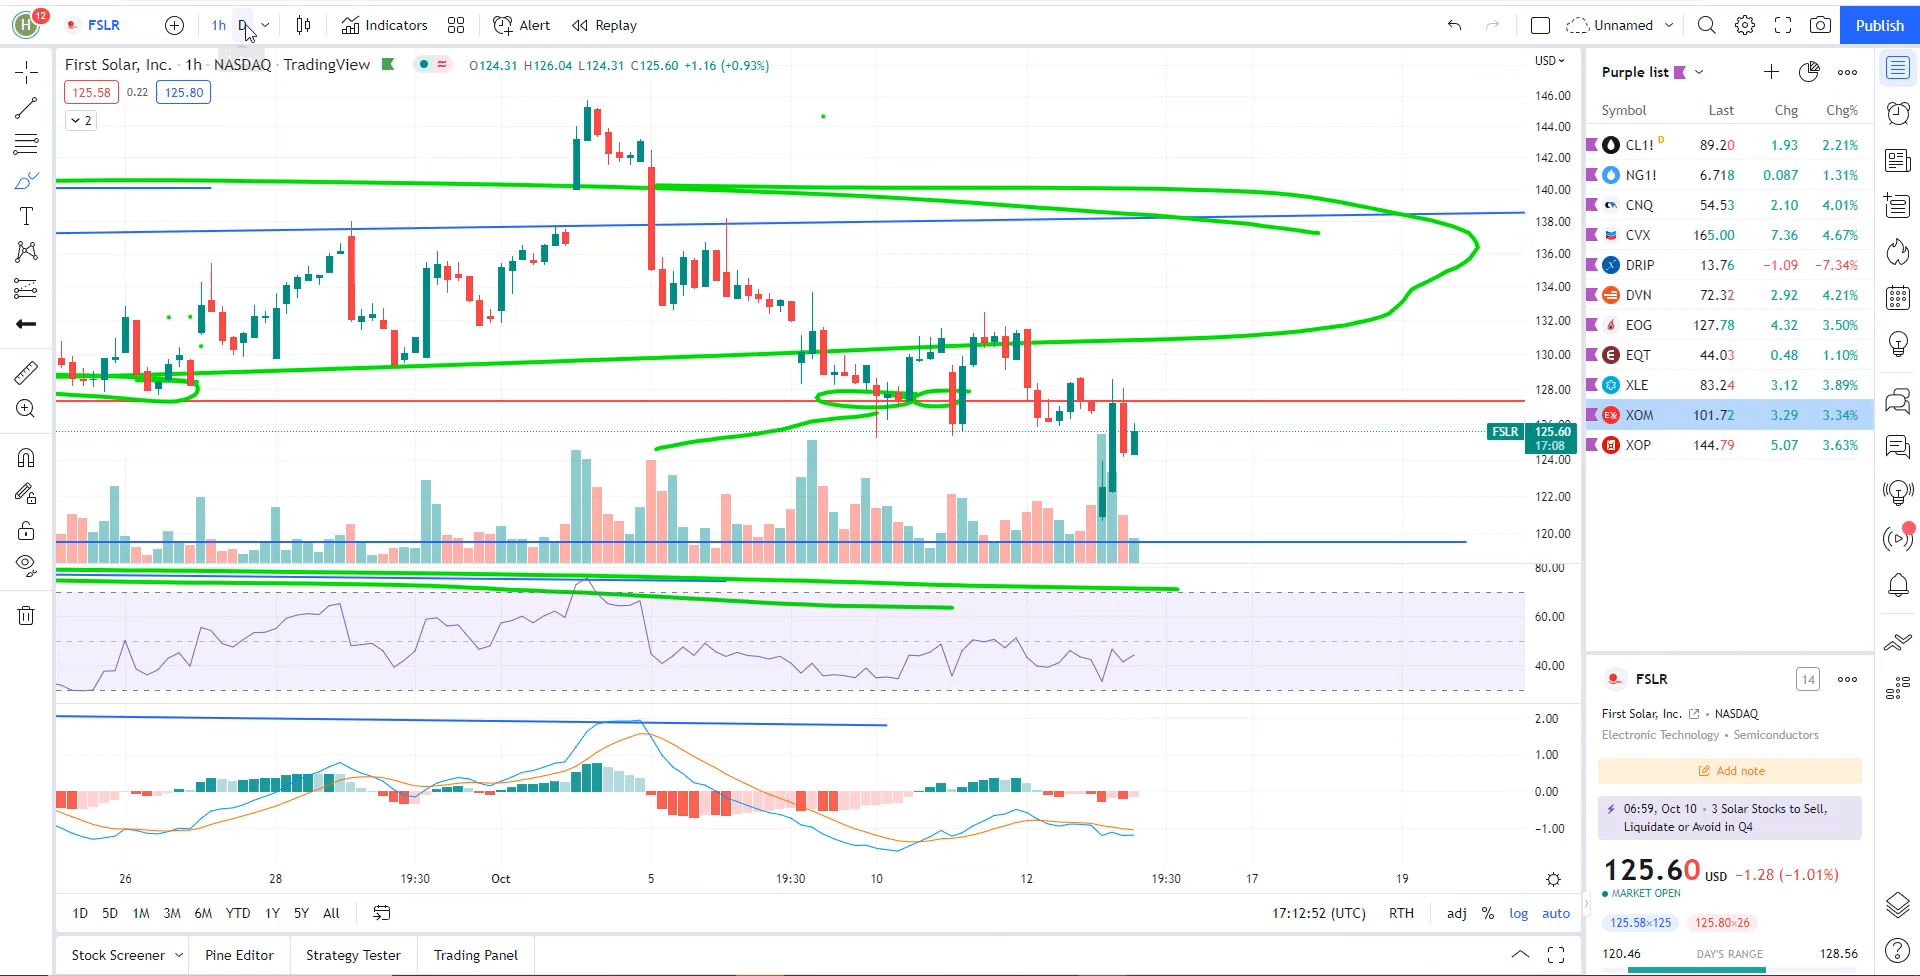 H 12 FSLR 1h D Indicators Alert Replay Unnamed Publish
First Solar, Inc. · 1h · NASDAQ · TradingView O124.31 H126.04 L124.31 C125.60 +1.16 (+0.93%)
125.58 0.22 125.80
2
USD
146.00
144.00
142.00
140.00
138.00
136.00
134.00
132.00
130.00
128.00
FSLR 125.60
17:08
124.00
122.00
120.00
80.00
60.00
40.00
2.00
1.00
0.00
−1.00
26 28 19:30 Oct 5 19:30 10 12 19:30 17 19
1D 5D 1M 3M 6M YTD 1Y 5Y All 17:12:52 (UTC) RTH adj % log auto
Stock Screener Pine Editor Strategy Tester Trading Panel
Purple list
Symbol Last Chg Chg%
CL1! D 89.20 1.93 2.21%
NG1! 6.718 0.087 1.31%
CNQ 54.53 2.10 4.01%
CVX 165.00 7.36 4.67%
DRIP 13.76 −1.09 −7.34%
DVN 72.32 2.92 4.21%
EOG 127.78 4.32 3.50%
EQT 44.03 0.48 1.10%
XLE 83.24 3.12 3.89%
XOM 101.72 3.29 3.34%
XOP 144.79 5.07 3.63%
FSLR 14
First Solar, Inc. • NASDAQ
Electronic Technology • Semiconductors
Add note
06:59, Oct 10 • 3 Solar Stocks to Sell,
Liquidate or Avoid in Q4
125.60 USD −1.28 (−1.01%)
MARKET OPEN
125.58×125 125.80×26
120.46 DAY'S RANGE 128.56